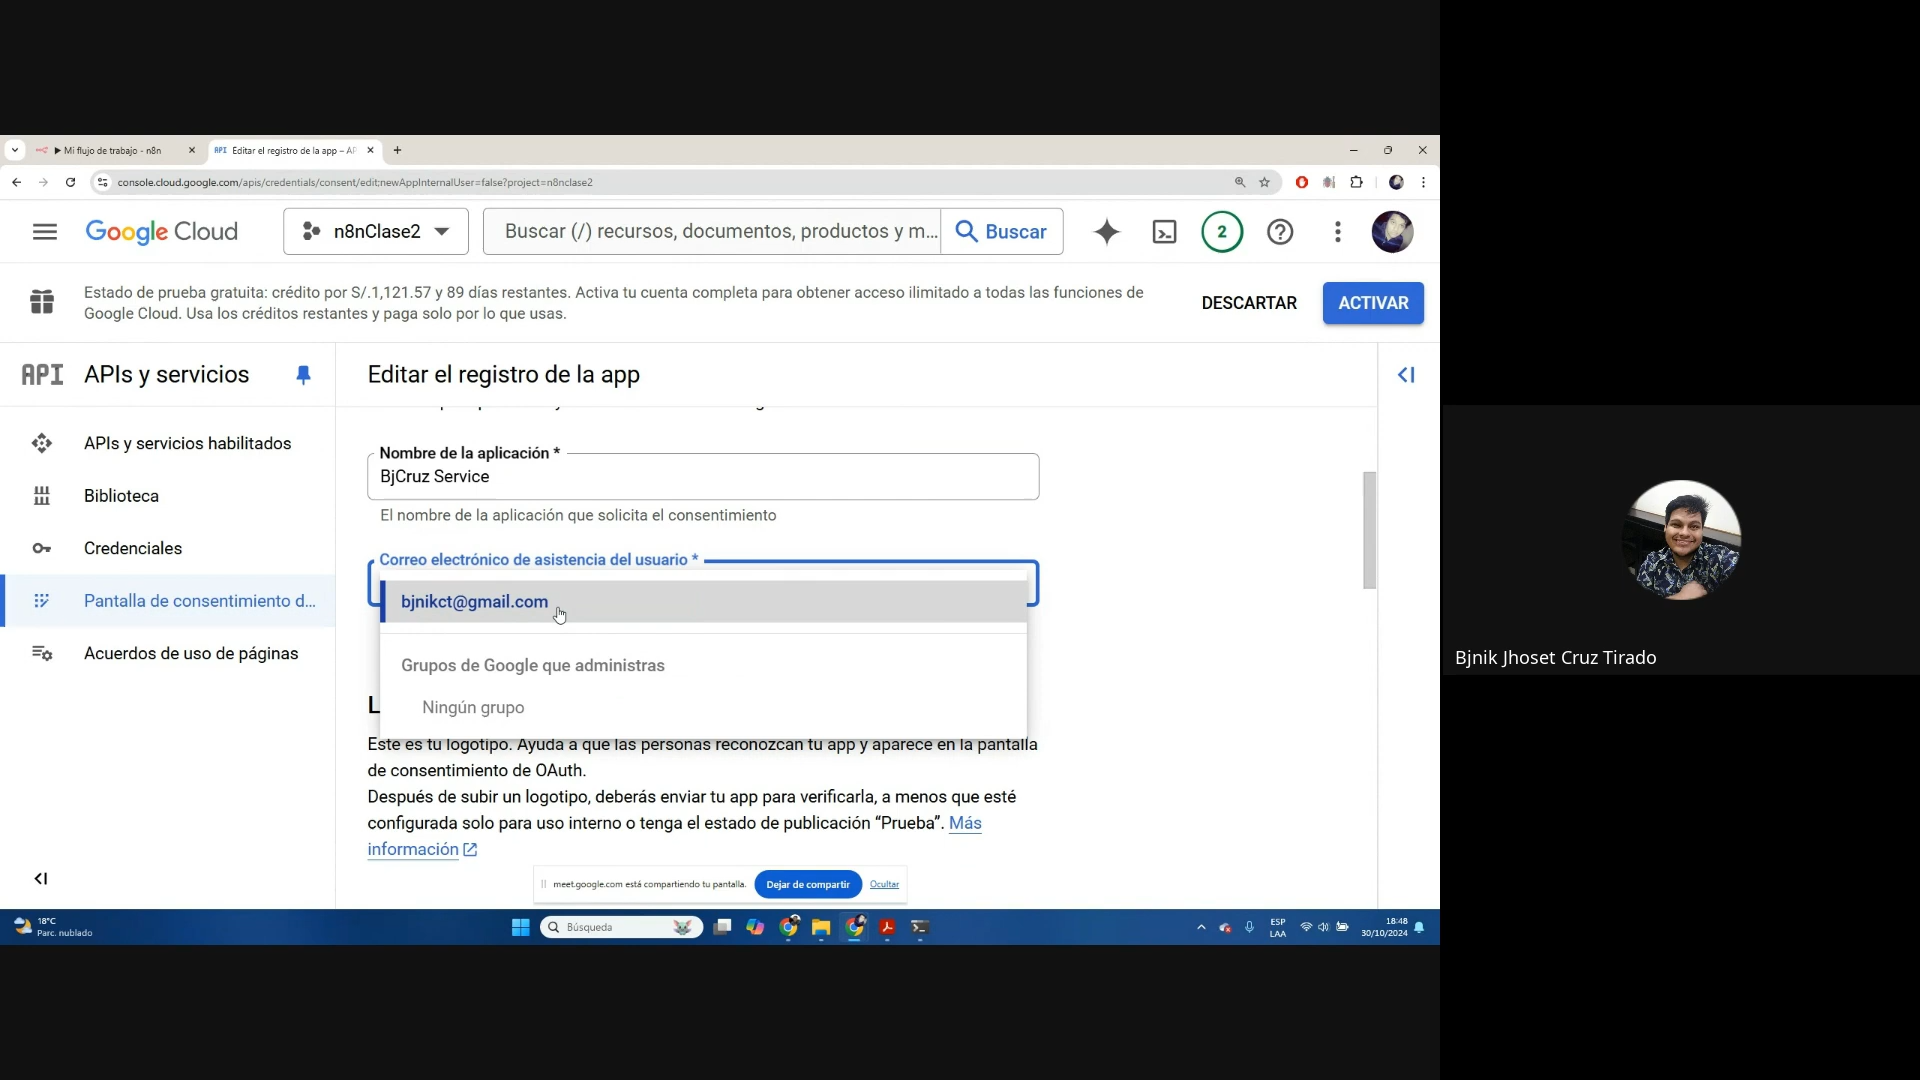 Mi flujo de trabajo - n8n
API Editar el registro de la app – AP
console.cloud.google.com/apis/credentials/consent/edit;newAppInternalUser=false?project=n8nclase2
Google Cloud
n8nClase2
Buscar (/) recursos, documentos, productos y m...
Buscar
2
Estado de prueba gratuita: crédito por S/.1,121.57 y 89 días restantes. Activa tu cuenta completa para obtener acceso ilimitado a todas las funciones de
Google Cloud. Usa los créditos restantes y paga solo por lo que usas.
DESCARTAR
ACTIVAR
API APIs y servicios
Editar el registro de la app
APIs y servicios habilitados
Biblioteca
Credenciales
Pantalla de consentimiento d...
Acuerdos de uso de páginas
Nombre de la aplicación *
BjCruz Service
El nombre de la aplicación que solicita el consentimiento
Correo electrónico de asistencia del usuario *
bjnikct@gmail.com
Grupos de Google que administras
Ningún grupo
L
Este es tu logotipo. Ayuda a que las personas reconozcan tu app y aparece en la pantalla
de consentimiento de OAuth.
Después de subir un logotipo, deberás enviar tu app para verificarla, a menos que esté
configurada solo para uso interno o tenga el estado de publicación “Prueba”. Más
información
meet.google.com está compartiendo tu pantalla.
Dejar de compartir
Ocultar
18°C
Parc. nublado
Búsqueda
ESP
LAA
18:48
30/10/2024
Bjnik Jhoset Cruz Tirado